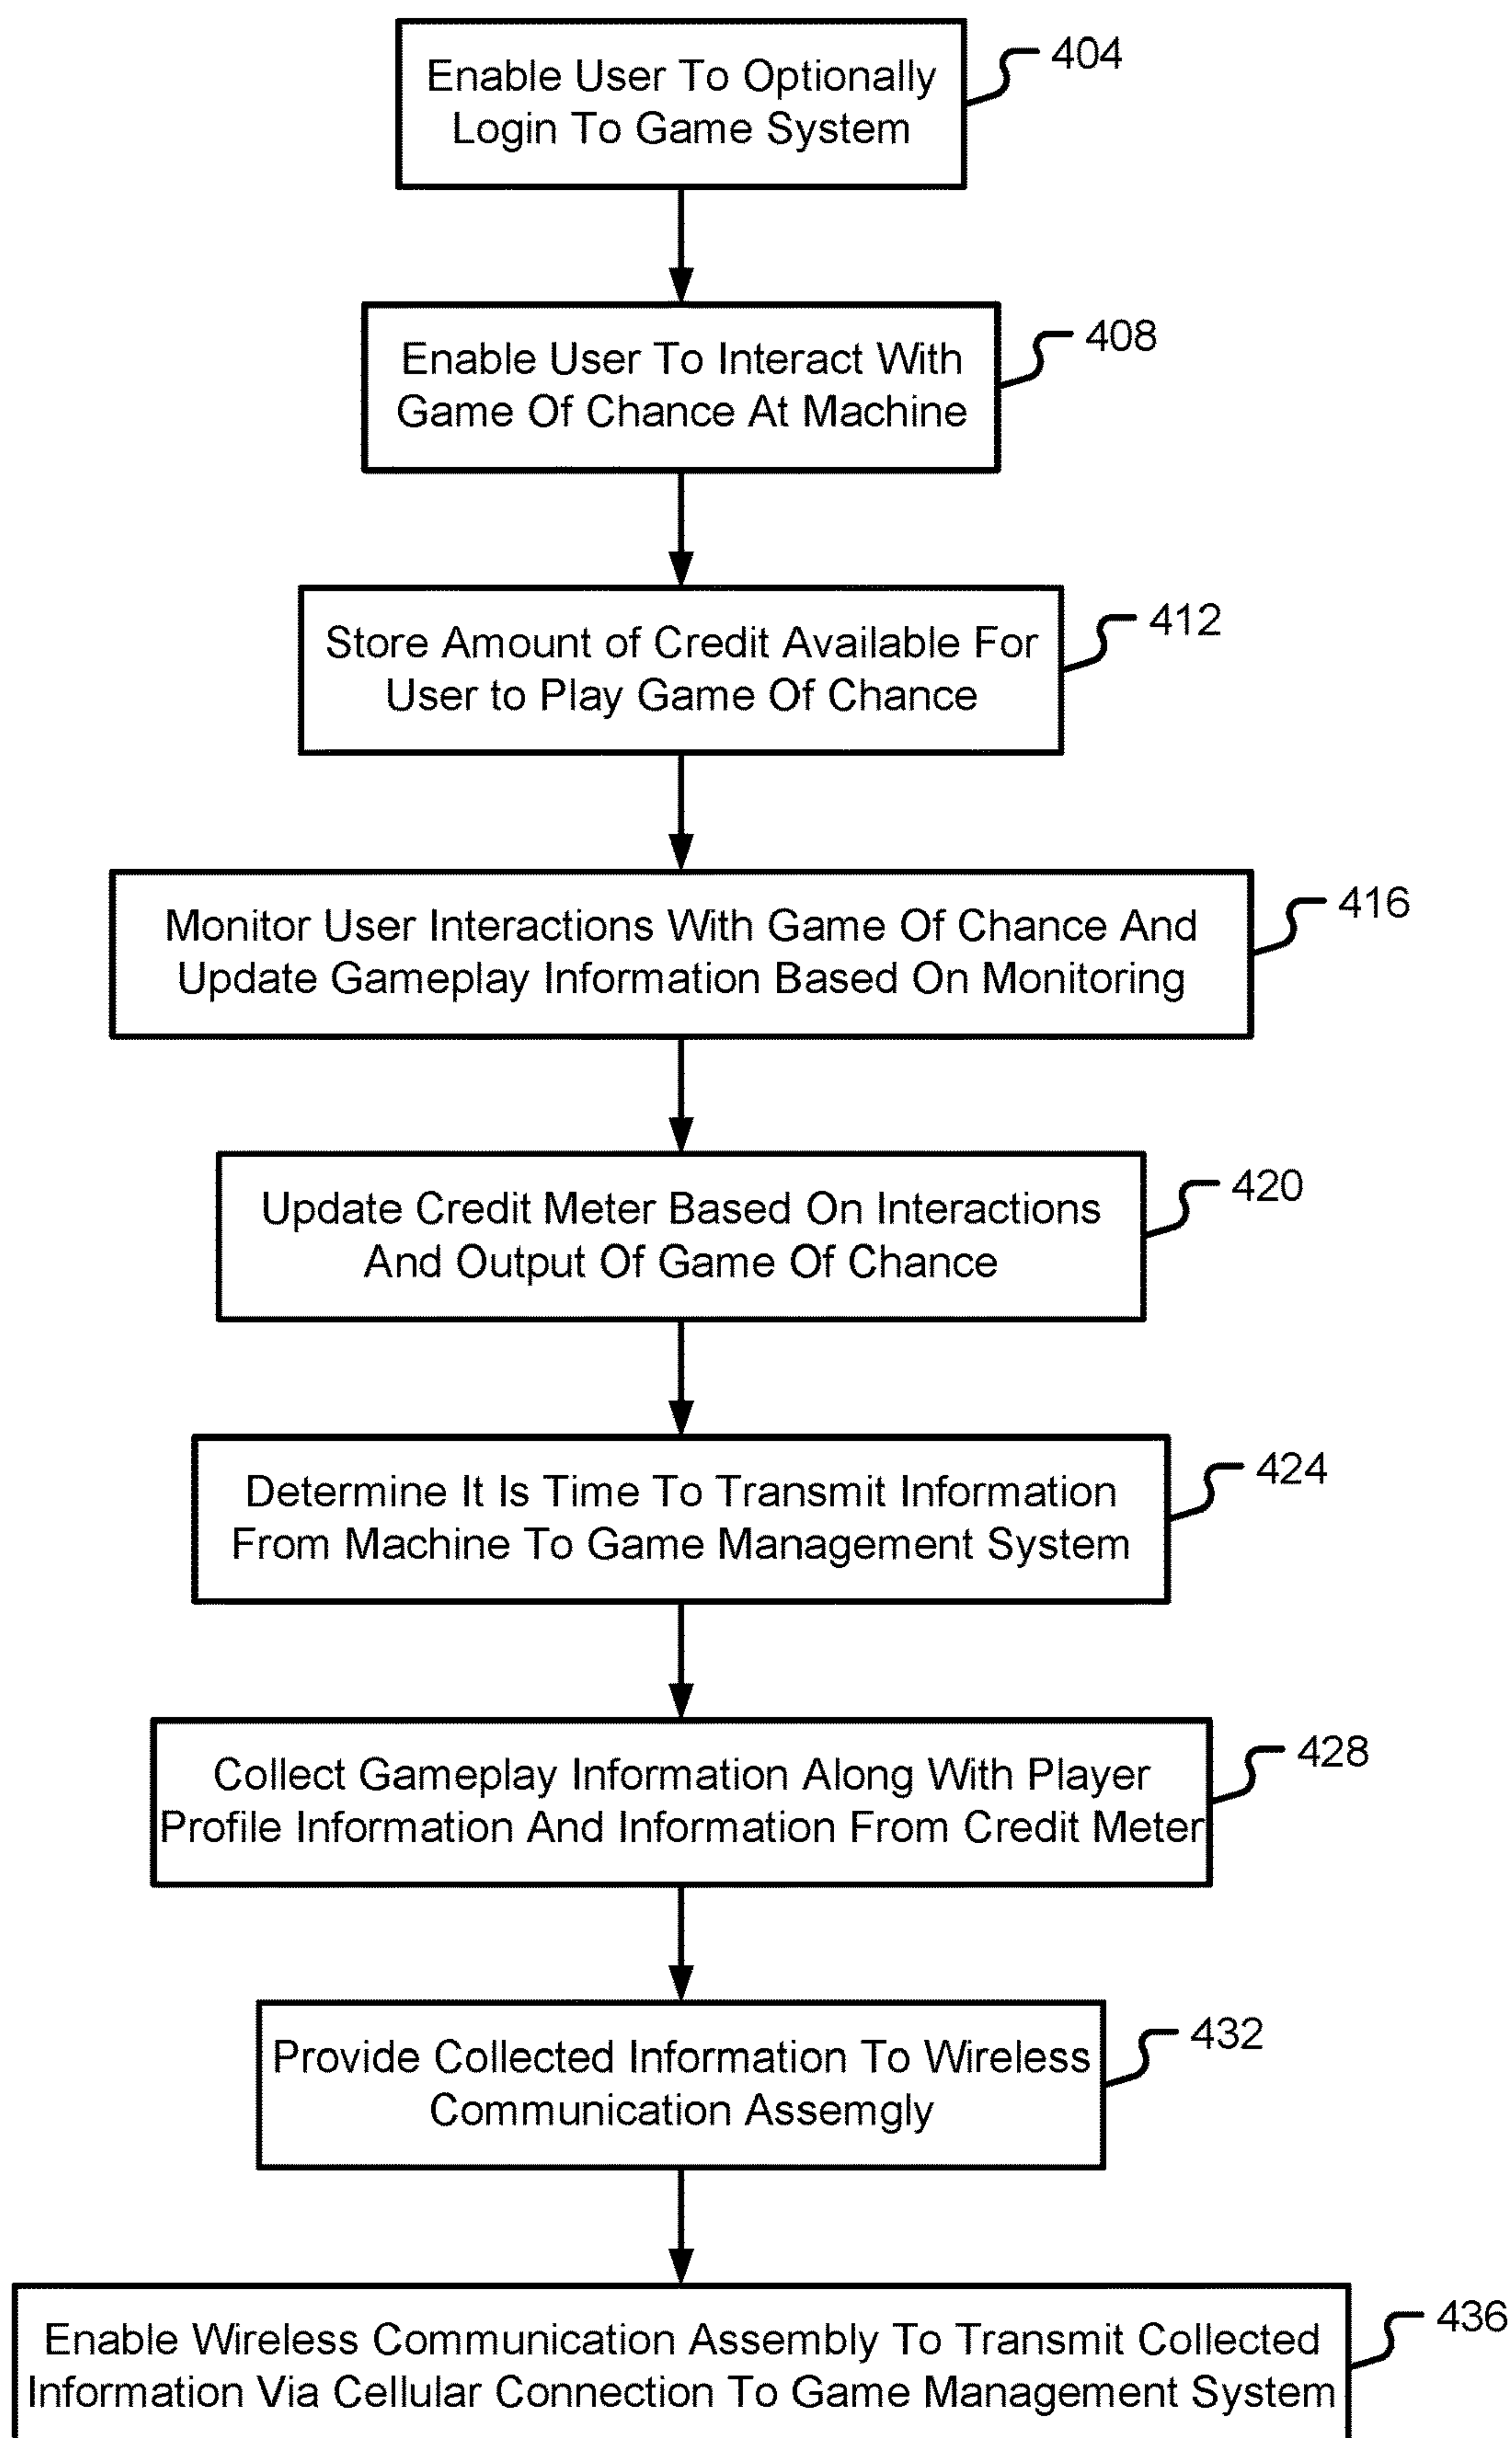 Enable User To Optionally
Login To Game System
404
Enable User To Interact With
Game Of Chance At Machine
408
Store Amount of Credit Available For
User to Play Game Of Chance
412
Monitor User Interactions With Game Of Chance And
Update Gameplay Information Based On Monitoring
416
Update Credit Meter Based On Interactions
And Output Of Game Of Chance
420
Determine It Is Time To Transmit Information
From Machine To Game Management System
424
Collect Gameplay Information Along With Player
Profile Information And Information From Credit Meter
428
Provide Collected Information To Wireless
Communication Assemgly
432
Enable Wireless Communication Assembly To Transmit Collected
Information Via Cellular Connection To Game Management System
436